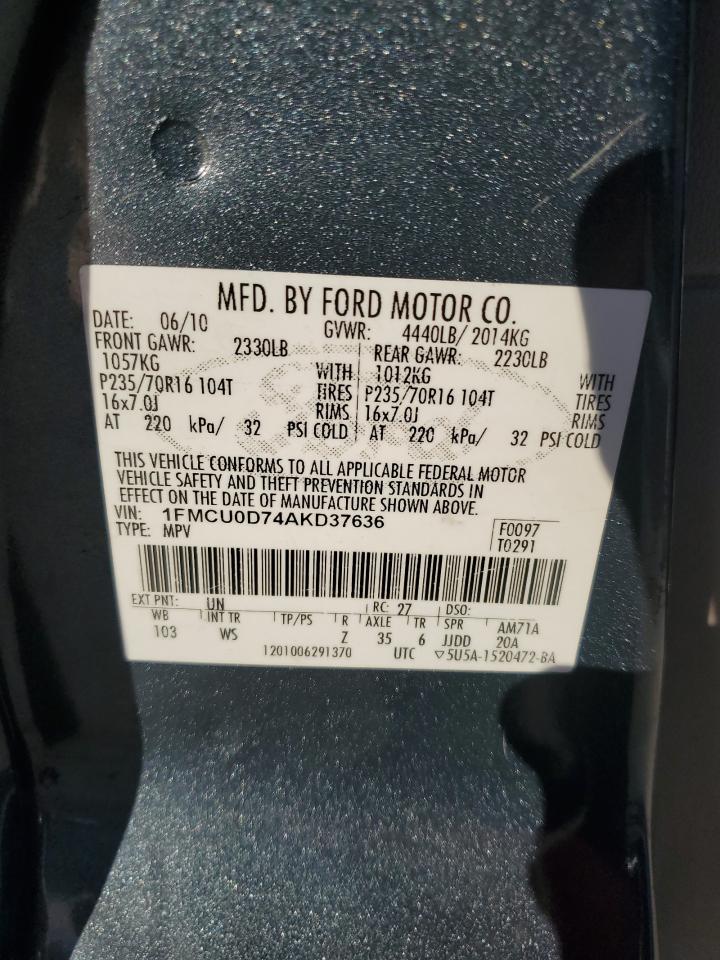 MFD. BY FORD MOTOR CO.
DATE: 06/10 GVWR: 4440LB/ 2014KG
FRONT GAWR: 2330LB REAR GAWR: 2230LB
1057KG WITH 1012KG WITH
P235/70R16 104T TIRES P235/70R16 104T TIRES
16x7.0J RIMS 16x7.0J RIMS
AT 220 kPa/ 32 PSI COLD AT 220 kPa/ 32 PSI COLD
THIS VEHICLE CONFORMS TO ALL APPLICABLE FEDERAL MOTOR
VEHICLE SAFETY AND THEFT PREVENTION STANDARDS IN
EFFECT ON THE DATE OF MANUFACTURE SHOWN ABOVE.
VIN: 1FMCU0D74AKD37636 F0097
TYPE: MPV T0291
EXT PNT: UN RC: 27 DSO:
WB INT TR TP/PS R AXLE TR SPR AM71A
103 WS Z 35 6 JJDD 20A
1201006291370 UTC ▽5U5A-1520472-BA